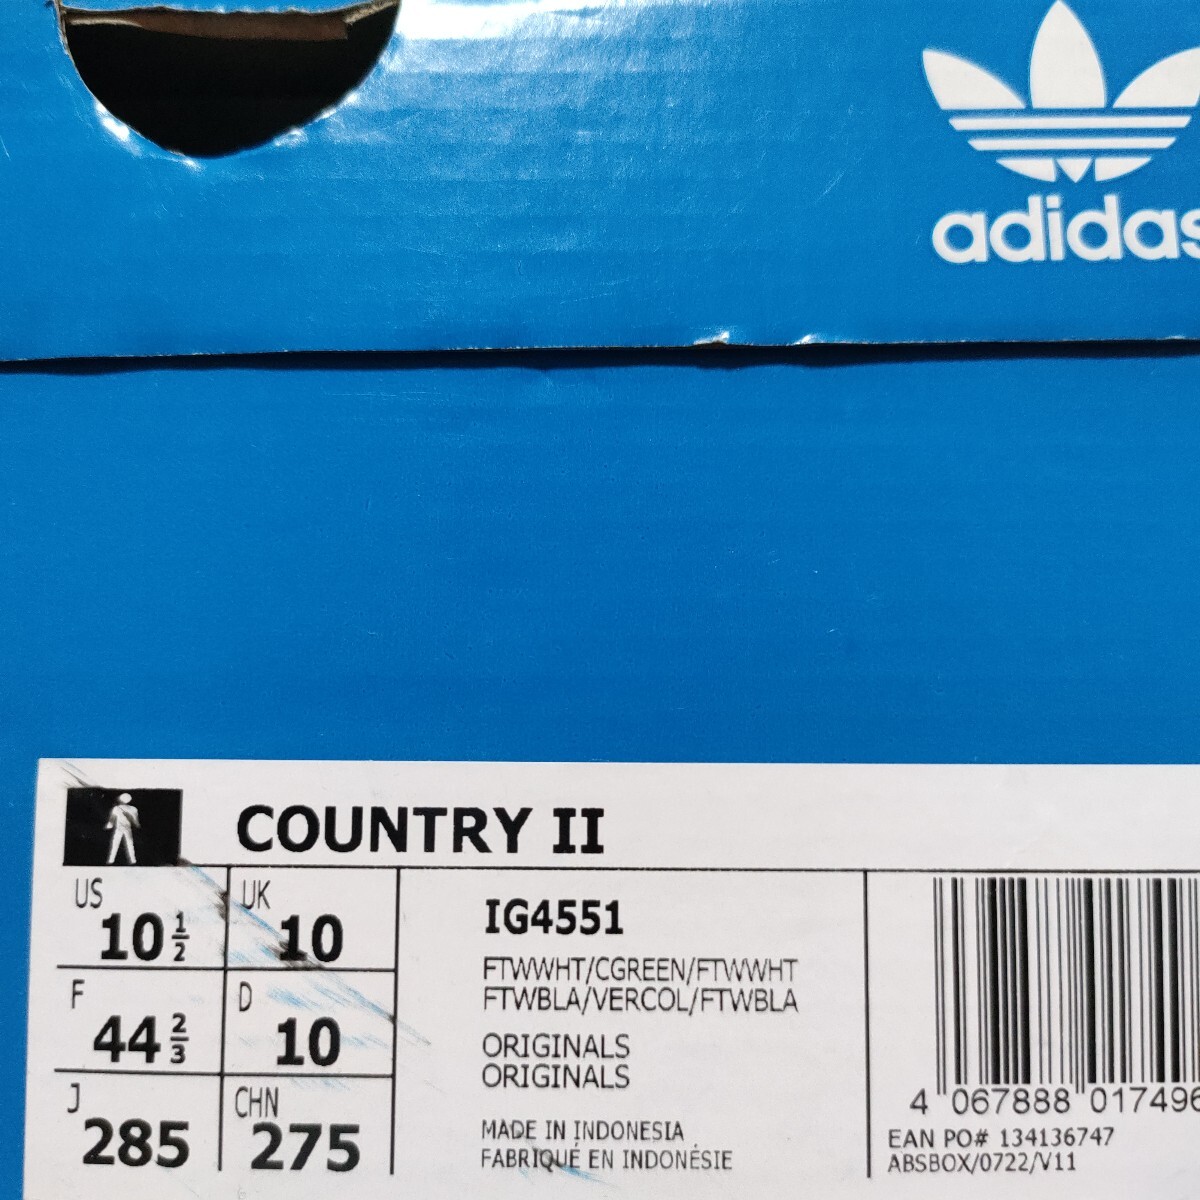 adidas
COUNTRY II
US 10 1/2
UK 10
F 44 2/3
D 10
J 285
CHN 275
IG4551
FTWWHT/CGREEN/FTWWHT
FTWBLA/VERCOL/FTWBLA
ORIGINALS
ORIGINALS
MADE IN INDONESIA
FABRIQUÉ EN INDONÉSIE
4 067888 017496
EAN PO# 134136747
ABSBOX/0722/V11